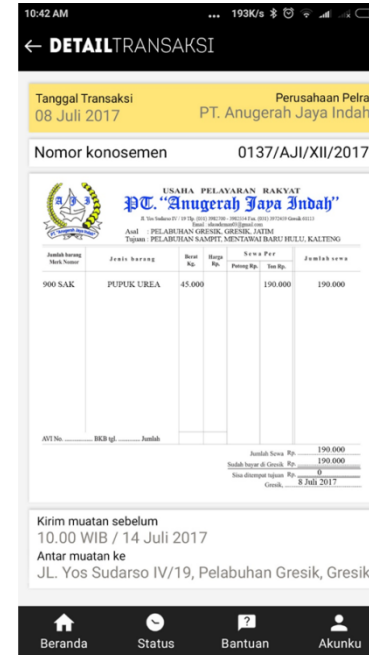 10:42 AM ... 193K/s
← DETAILTRANSAKSI
Tanggal Transaksi Perusahaan Pelra
08 Juli 2017 PT. Anugerah Jaya Indah
Nomor konosemen 0137/AJI/XII/2017
USAHA PELAYARAN RAKYAT
PT. “Anugerah Jaya Indah”
Asal : PELABUHAN GRESIK, GRESIK, JATIM
Tujuan : PELABUHAN SAMPIT, MENTAWAI BARU HULU, KALTENG
Jumlah barang Merk Nomor Jenis barang Berat Kg. Harga Rp. Sewa Per Jumlah sewa
Potong Rp. Ton Rp.
900 SAK PUPUK UREA 45.000 190.000 190.000
AVI No. BKB tgl. Jumlah
Jumlah Sewa Rp. 190.000
Sudah bayar di Gresik Rp. 190.000
Sisa ditempat tujuan Rp. 0
Gresik, 8 Juli 2017
Kirim muatan sebelum
10.00 WIB / 14 Juli 2017
Antar muatan ke
JL. Yos Sudarso IV/19, Pelabuhan Gresik, Gresik
Beranda Status Bantuan Akunku